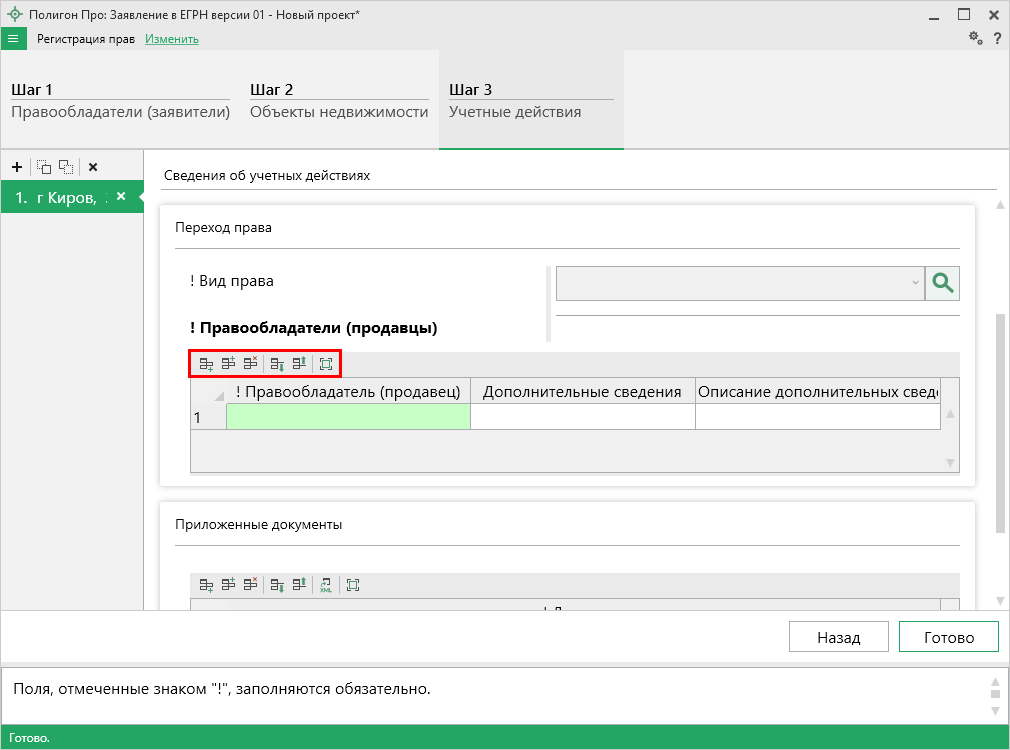 Полигон Про: Заявление в ЕГРН версии 01 - Новый проект*
Регистрация прав Изменить
?
Шаг 1
Правообладатели (заявители)
Шаг 2
Объекты недвижимости
Шаг 3
Учетные действия
1. г Киров,
Сведения об учетных действиях
Переход права
! Вид права
! Правообладатели (продавцы)
! Правообладатель (продавец) Дополнительные сведения Описание дополнительных
1
Приложенные документы
XML
Назад Готово
Поля, отмеченные знаком "!", заполняются обязательно.
Готово.